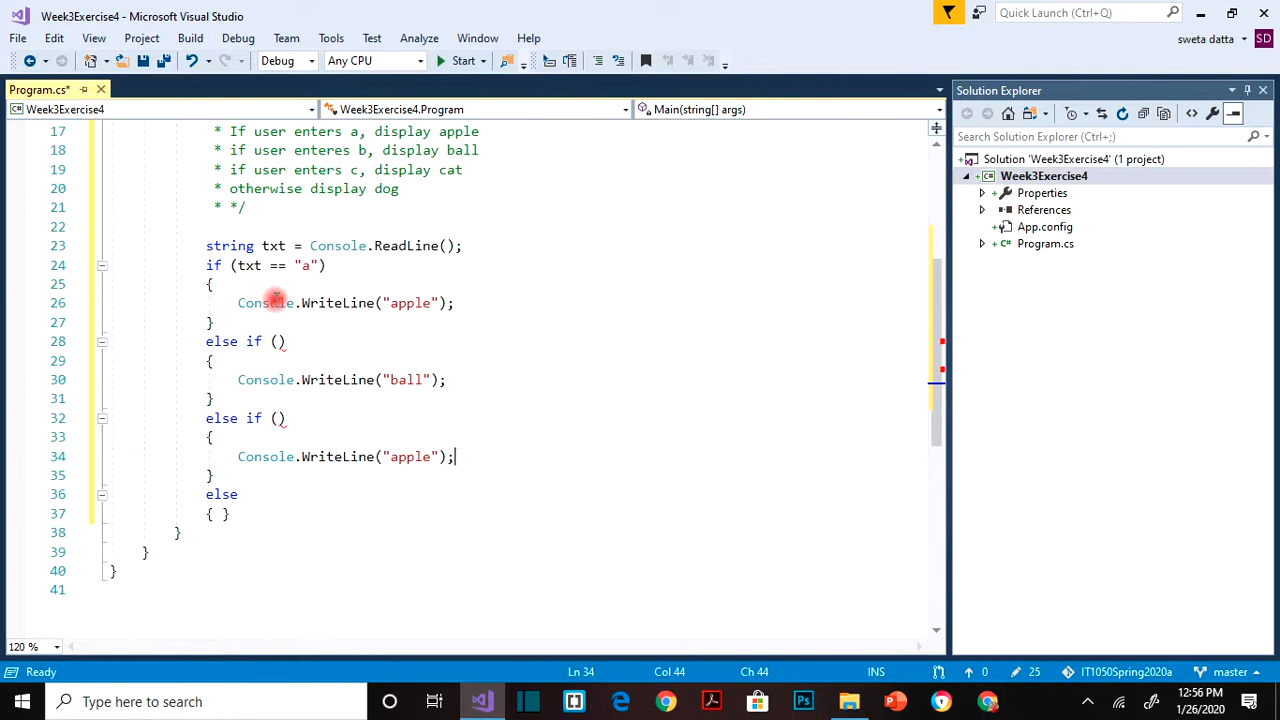 Week3Exercise4 - Microsoft Visual Studio
Quick Launch (Ctrl+Q)
File Edit View Project Build Debug Team Tools Test Analyze Window Help
sweta datta SD
Debug Any CPU Start
Program.cs*
Week3Exercise4 Week3Exercise4.Program Main(string[] args)
17 * If user enters a, display apple
18 * if user enteres b, display ball
19 * if user enters c, display cat
20 * otherwise display dog
21 * */
22
23 string txt = Console.ReadLine();
24 if (txt == "a")
25 {
26 Console.WriteLine("apple");
27 }
28 else if ()
29 {
30 Console.WriteLine("ball");
31 }
32 else if ()
33 {
34 Console.WriteLine("apple");
35 }
36 else
37 { }
38 }
39 }
40 }
41
120 %
Solution Explorer
Search Solution Explorer (Ctrl+;)
Solution 'Week3Exercise4' (1 project)
Week3Exercise4
Properties
References
App.config
Program.cs
Ready Ln 34 Col 44 Ch 44 INS 0 25 IT1050Spring2020a master
Type here to search
12:56 PM
1/26/2020